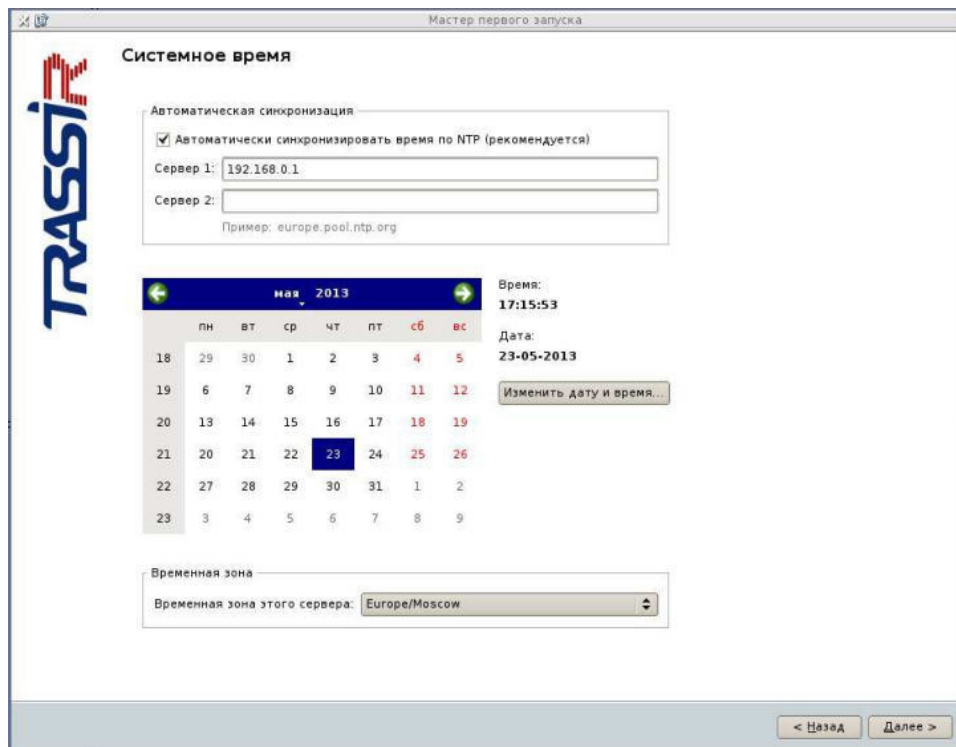 Мастер первого запуска
TRASSIR
Системное время
Автоматическая синхронизация
Автоматически синхронизировать время по NTP (рекомендуется)
Сервер 1: 192.168.0.1
Сервер 2:
Пример: europe.pool.ntp.org
мая 2013
пн вт ср чт пт сб вс
18 29 30 1 2 3 4 5
19 6 7 8 9 10 11 12
20 13 14 15 16 17 18 19
21 20 21 22 23 24 25 26
22 27 28 29 30 31 1 2
23 3 4 5 6 7 8 9
Время:
17:15:53
Дата:
23-05-2013
Изменить дату и время...
Временная зона
Временная зона этого сервера: Europe/Moscow
< Назад Далее >